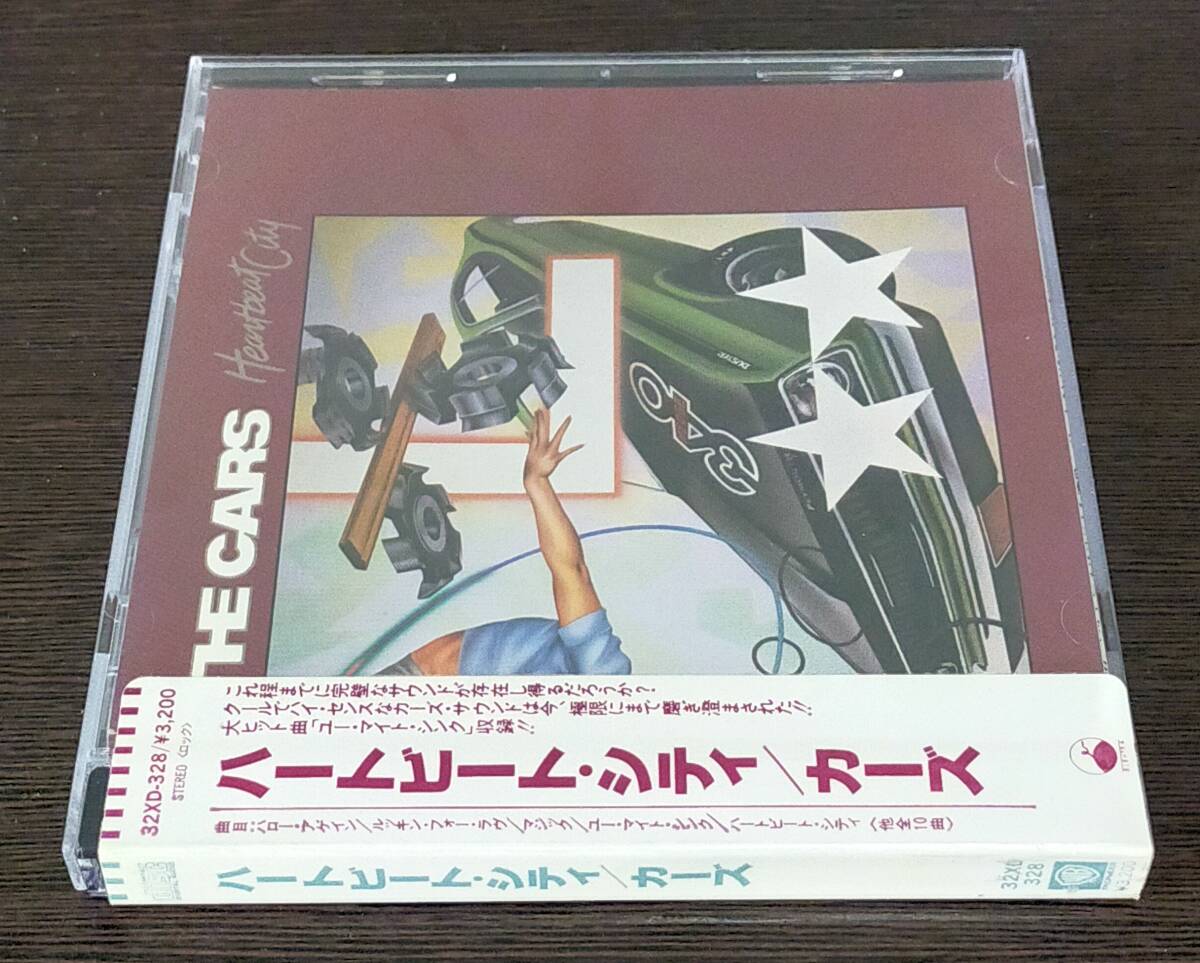 THE CARS
Heartbeat City
DUSTER
340
32XD-328/¥3,200
STEREO〈ロック〉
これ程までに完璧なサウンドが存在し得るだろうか?
クールでハイ・センスなカーズ・サウンドは今、極限にまで磨き澄まされた!!
大ヒット曲「ユー・マイト・シンク」収録!!
ハートビート・シティ/カーズ
曲目:ハロー・アゲイン/ルッキン・フォー・ラヴ/マジック/ユー・マイト・シンク/ハートビート・シティ〈他全10曲〉
ハートビート・シティ/カーズ
32XD
328
¥3,200